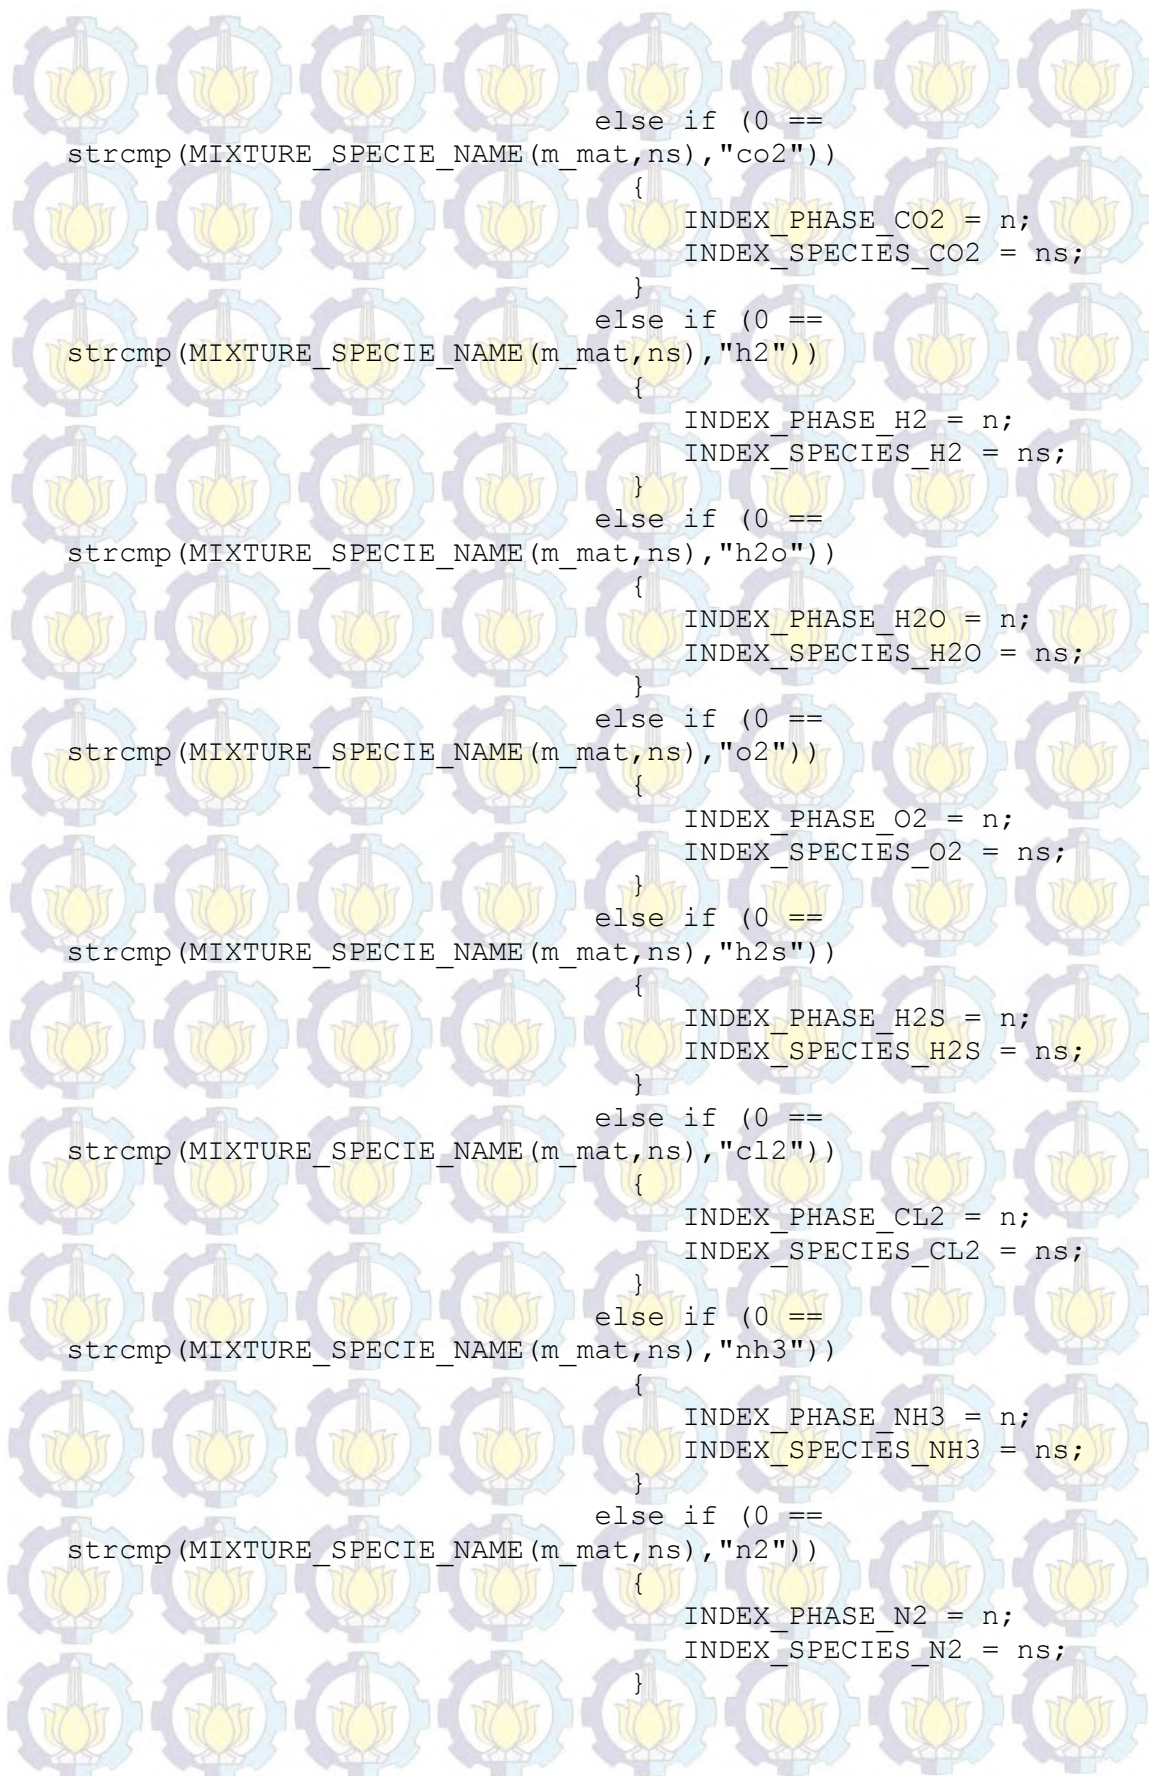 else if (0 ==
strcmp(MIXTURE_SPECIE_NAME(m_mat,ns),"co2"))
{
INDEX_PHASE_CO2 = n;
INDEX_SPECIES_CO2 = ns;
}
else if (0 ==
strcmp(MIXTURE_SPECIE_NAME(m_mat,ns),"h2"))
{
INDEX_PHASE_H2 = n;
INDEX_SPECIES_H2 = ns;
}
else if (0 ==
strcmp(MIXTURE_SPECIE_NAME(m_mat,ns),"h2o"))
{
INDEX_PHASE_H2O = n;
INDEX_SPECIES_H2O = ns;
}
else if (0 ==
strcmp(MIXTURE_SPECIE_NAME(m_mat,ns),"o2"))
{
INDEX_PHASE_O2 = n;
INDEX_SPECIES_O2 = ns;
}
else if (0 ==
strcmp(MIXTURE_SPECIE_NAME(m_mat,ns),"h2s"))
{
INDEX_PHASE_H2S = n;
INDEX_SPECIES_H2S = ns;
}
else if (0 ==
strcmp(MIXTURE_SPECIE_NAME(m_mat,ns),"cl2"))
{
INDEX_PHASE_CL2 = n;
INDEX_SPECIES_CL2 = ns;
}
else if (0 ==
strcmp(MIXTURE_SPECIE_NAME(m_mat,ns),"nh3"))
{
INDEX_PHASE_NH3 = n;
INDEX_SPECIES_NH3 = ns;
}
else if (0 ==
strcmp(MIXTURE_SPECIE_NAME(m_mat,ns),"n2"))
{
INDEX_PHASE_N2 = n;
INDEX_SPECIES_N2 = ns;
}